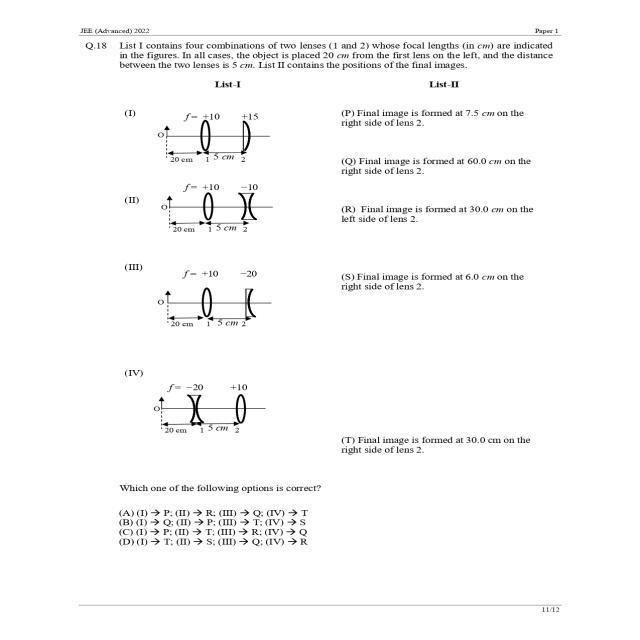 JEE (Advanced) 2022 Paper 1
Q.18 List I contains four combinations of two lenses (1 and 2) whose focal lengths (in cm) are indicated
in the figures. In all cases, the object is placed 20 cm from the first lens on the left, and the distance
between the two lenses is 5 cm. List II contains the positions of the final images.
List-I List-II
(I) f= +10 +15
O
20 cm 1 5 cm 2
(P) Final image is formed at 7.5 cm on the
right side of lens 2.
(Q) Final image is formed at 60.0 cm on the
right side of lens 2.
(II) f= +10 −10
O
20 cm 1 5 cm 2
(R) Final image is formed at 30.0 cm on the
left side of lens 2.
(III) f= +10 −20
O
20 cm 1 5 cm 2
(S) Final image is formed at 6.0 cm on the
right side of lens 2.
(IV) f= −20 +10
O
20 cm 1 5 cm 2
(T) Final image is formed at 30.0 cm on the
right side of lens 2.
Which one of the following options is correct?
(A) (I) → P; (II) → R; (III) → Q; (IV) → T
(B) (I) → Q; (II) → P; (III) → T; (IV) → S
(C) (I) → P; (II) → T; (III) → R; (IV) → Q
(D) (I) → T; (II) → S; (III) → Q; (IV) → R
11/12